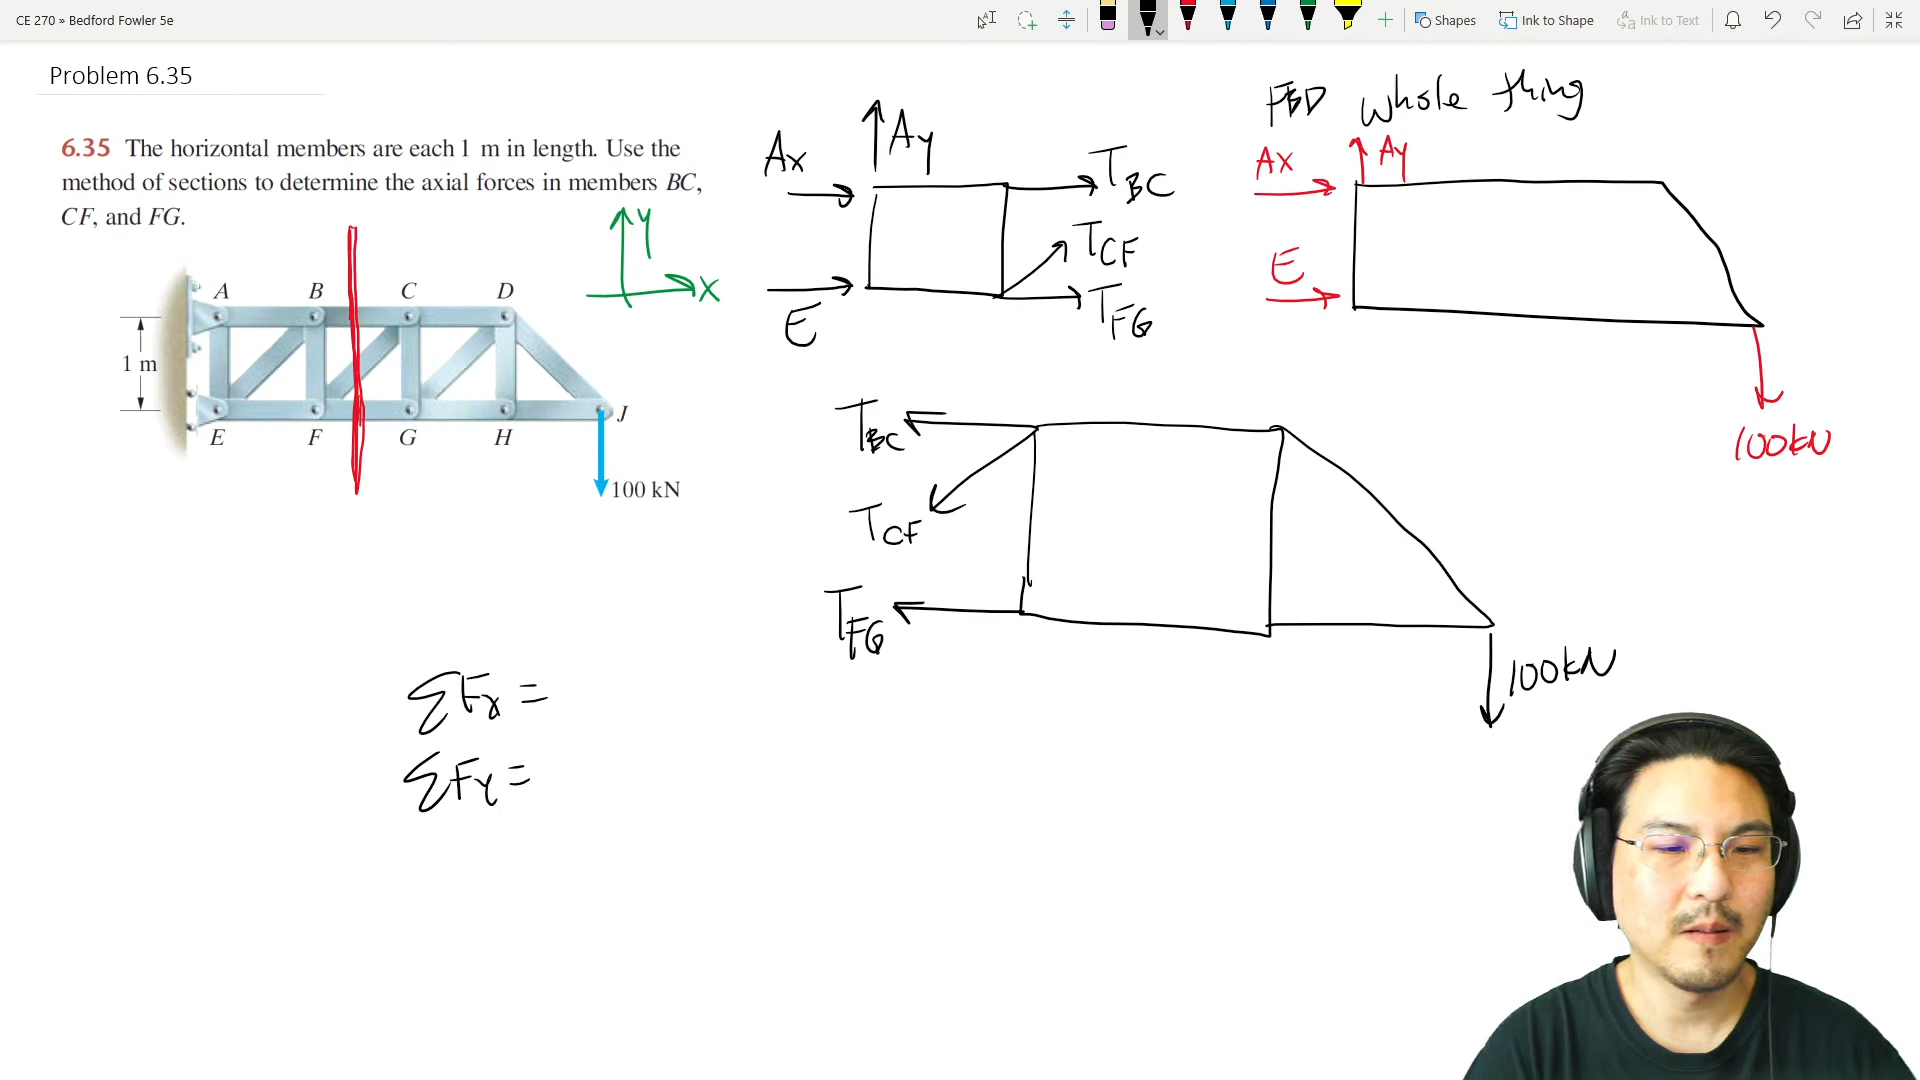 CE 270 » Bedford Fowler 5e
Shapes
Ink to Shape
Ink to Text
Problem 6.35
6.35 The horizontal members are each 1 m in length. Use the
method of sections to determine the axial forces in members BC,
CF, and FG.
Y
X
A
B
C
D
1 m
E
F
G
H
J
100 kN
Ax
Ay
TBC
TCF
E
TFG
FBD whole thing
Ax
Ay
E
100kN
TBC
TCF
TFG
100kN
ΣFx =
ΣFy =